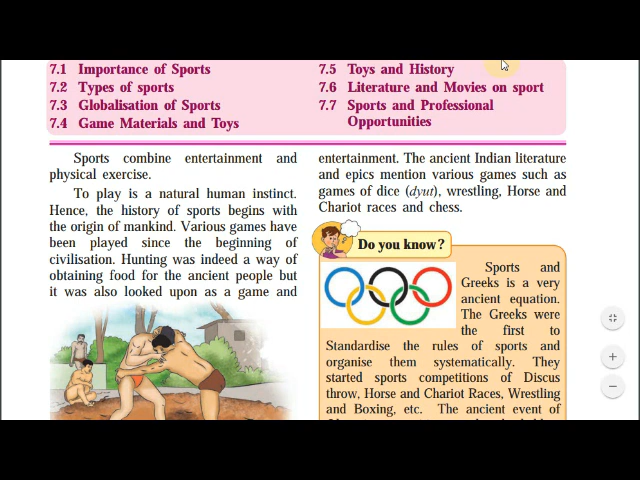 7.1 Importance of Sports
7.2 Types of sports
7.3 Globalisation of Sports
7.4 Game Materials and Toys
7.5 Toys and History
7.6 Literature and Movies on sport
7.7 Sports and Professional
Opportunities
Sports combine entertainment and
physical exercise.
To play is a natural human instinct.
Hence, the history of sports begins with
the origin of mankind. Various games have
been played since the beginning of
civilisation. Hunting was indeed a way of
obtaining food for the ancient people but
it was also looked upon as a game and
entertainment. The ancient Indian literature
and epics mention various games such as
games of dice (dyut), wrestling, Horse and
Chariot races and chess.
Do you know?
Sports and
Greeks is a very
ancient equation.
The Greeks were
the first to
Standardise the rules of sports and
organise them systematically. They
started sports competitions of Discus
throw, Horse and Chariot Races, Wrestling
and Boxing, etc. The ancient event of